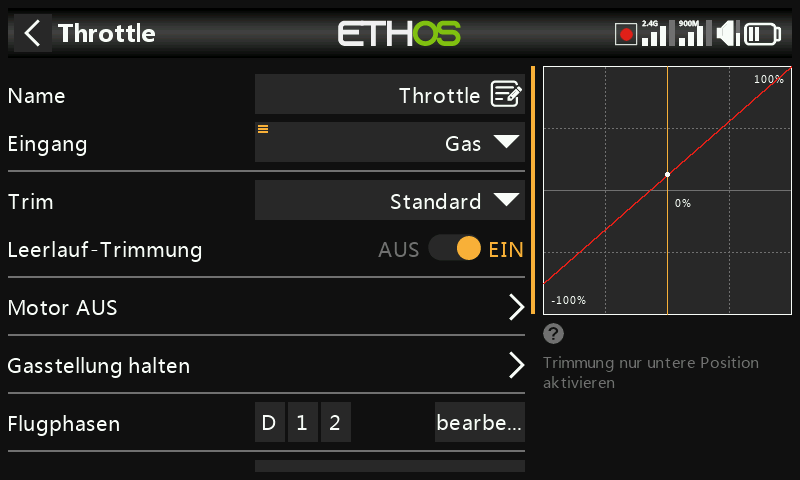 Throttle
ETHOS
2.4G
900M
Name
Throttle
Eingang
Gas
Trim
Standard
Leerlauf-Trimmung
AUS
EIN
Motor AUS
Gasstellung halten
Flugphasen
D
1
2
bearbe...
100%
0%
-100%
?
Trimmung nur untere Position
aktivieren